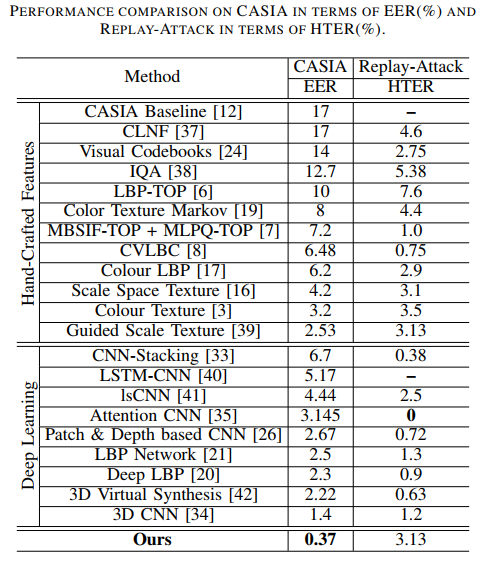 PERFORMANCE COMPARISON ON CASIA IN TERMS OF EER(%) AND
REPLAY-ATTACK IN TERMS OF HTER(%).
Method CASIA Replay-Attack
EER HTER
Hand-Crafted Features
CASIA Baseline [12] 17 –
CLNF [37] 17 4.6
Visual Codebooks [24] 14 2.75
IQA [38] 12.7 5.38
LBP-TOP [6] 10 7.6
Color Texture Markov [19] 8 4.4
MBSIF-TOP + MLPQ-TOP [7] 7.2 1.0
CVLBC [8] 6.48 0.75
Colour LBP [17] 6.2 2.9
Scale Space Texture [16] 4.2 3.1
Colour Texture [3] 3.2 3.5
Guided Scale Texture [39] 2.53 3.13
Deep Learning
CNN-Stacking [33] 6.7 0.38
LSTM-CNN [40] 5.17 –
lsCNN [41] 4.44 2.5
Attention CNN [35] 3.145 0
Patch & Depth based CNN [26] 2.67 0.72
LBP Network [21] 2.5 1.3
Deep LBP [20] 2.3 0.9
3D Virtual Synthesis [42] 2.22 0.63
3D CNN [34] 1.4 1.2
Ours 0.37 3.13